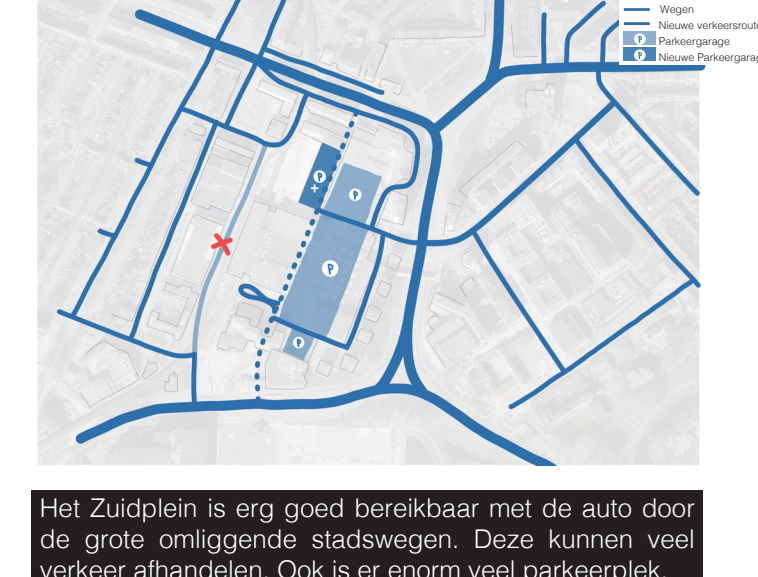 Wegen
Nieuwe verkeersroute
P Parkeergarage
P Nieuwe Parkeergarag
P
+
P
P
P
Het Zuidplein is erg goed bereikbaar met de auto door
de grote omliggende stadswegen. Deze kunnen veel
verkeer afhandelen. Ook is er enorm veel parkeerplek.